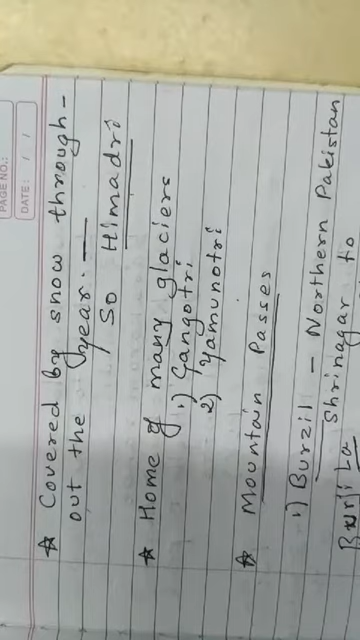 PAGE NO.:
DATE: / /
☆ Covered by snow through-
out the year. —
So Himadri
☆ Home of many glaciers
1) Gangotri
2) Yamunotri
☆ Mountain Passes
1) Burzil - Northern Pakistan
Shrinagar to
La